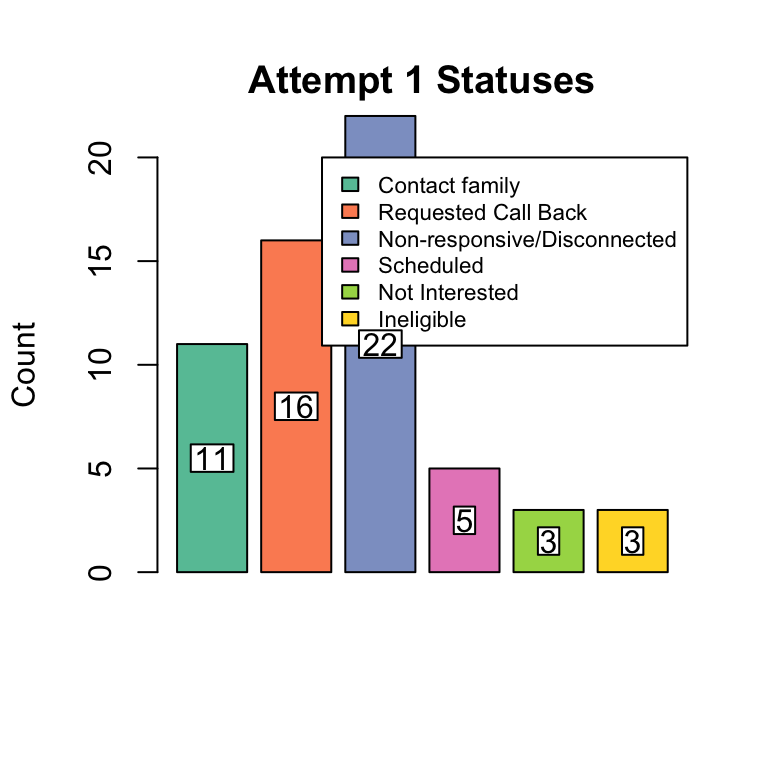 Attempt 1 Statuses
Count
20
15
10
5
0
Contact family
Requested Call Back
Non-responsive/Disconnected
Scheduled
Not Interested
Ineligible
11
16
22
5
3
3